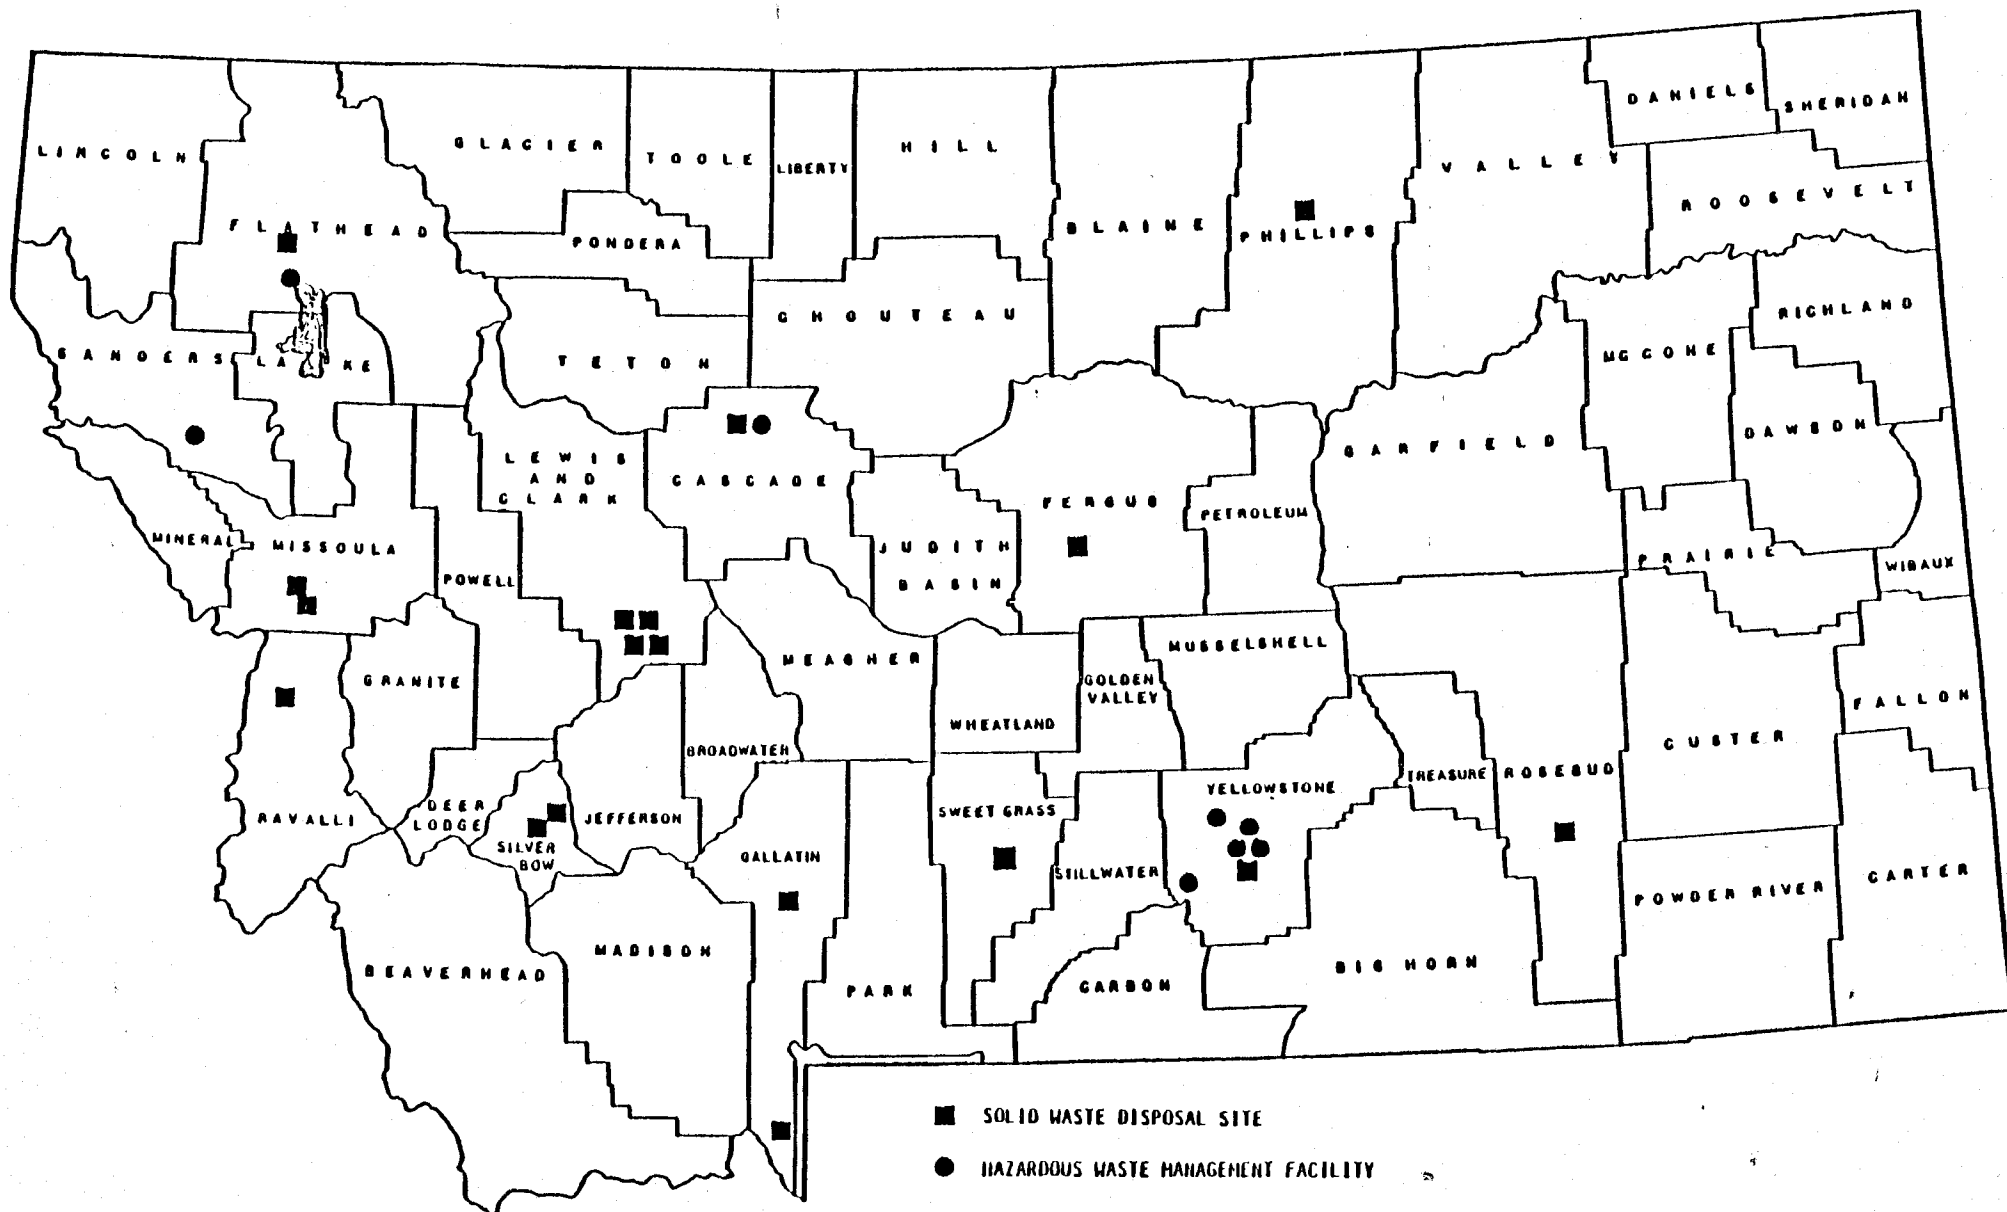 DANIELS
SHERIDAN
LINCOLN
GLACIER
TOOLE
LIBERTY
HILL
VALLEY
ROOSEVELT
FLATHEAD
PONDERA
BLAINE
PHILLIPS
CHOUTEAU
RICHLAND
SANDERS
LAKE
TETON
MCCONE
LEWIS
AND
CLARK
CASCADE
GARFIELD
DAWSON
FERGUS
PETROLEUM
MINERAL
MISSOULA
JUDITH
BASIN
POWELL
PRAIRIE
WIBAUX
MEAGHER
MUSSELSHELL
GRANITE
GOLDEN
VALLEY
WHEATLAND
FALLON
CUSTER
BROADWATER
TREASURE
ROSEBUD
YELLOWSTONE
DEER
LODGE
RAVALLI
JEFFERSON
SWEET GRASS
SILVER
BOW
GALLATIN
STILLWATER
CARTER
POWDER RIVER
MADISON
BEAVERHEAD
PARK
CARBON
BIG HORN
SOLID WASTE DISPOSAL SITE
HAZARDOUS WASTE MANAGEMENT FACILITY